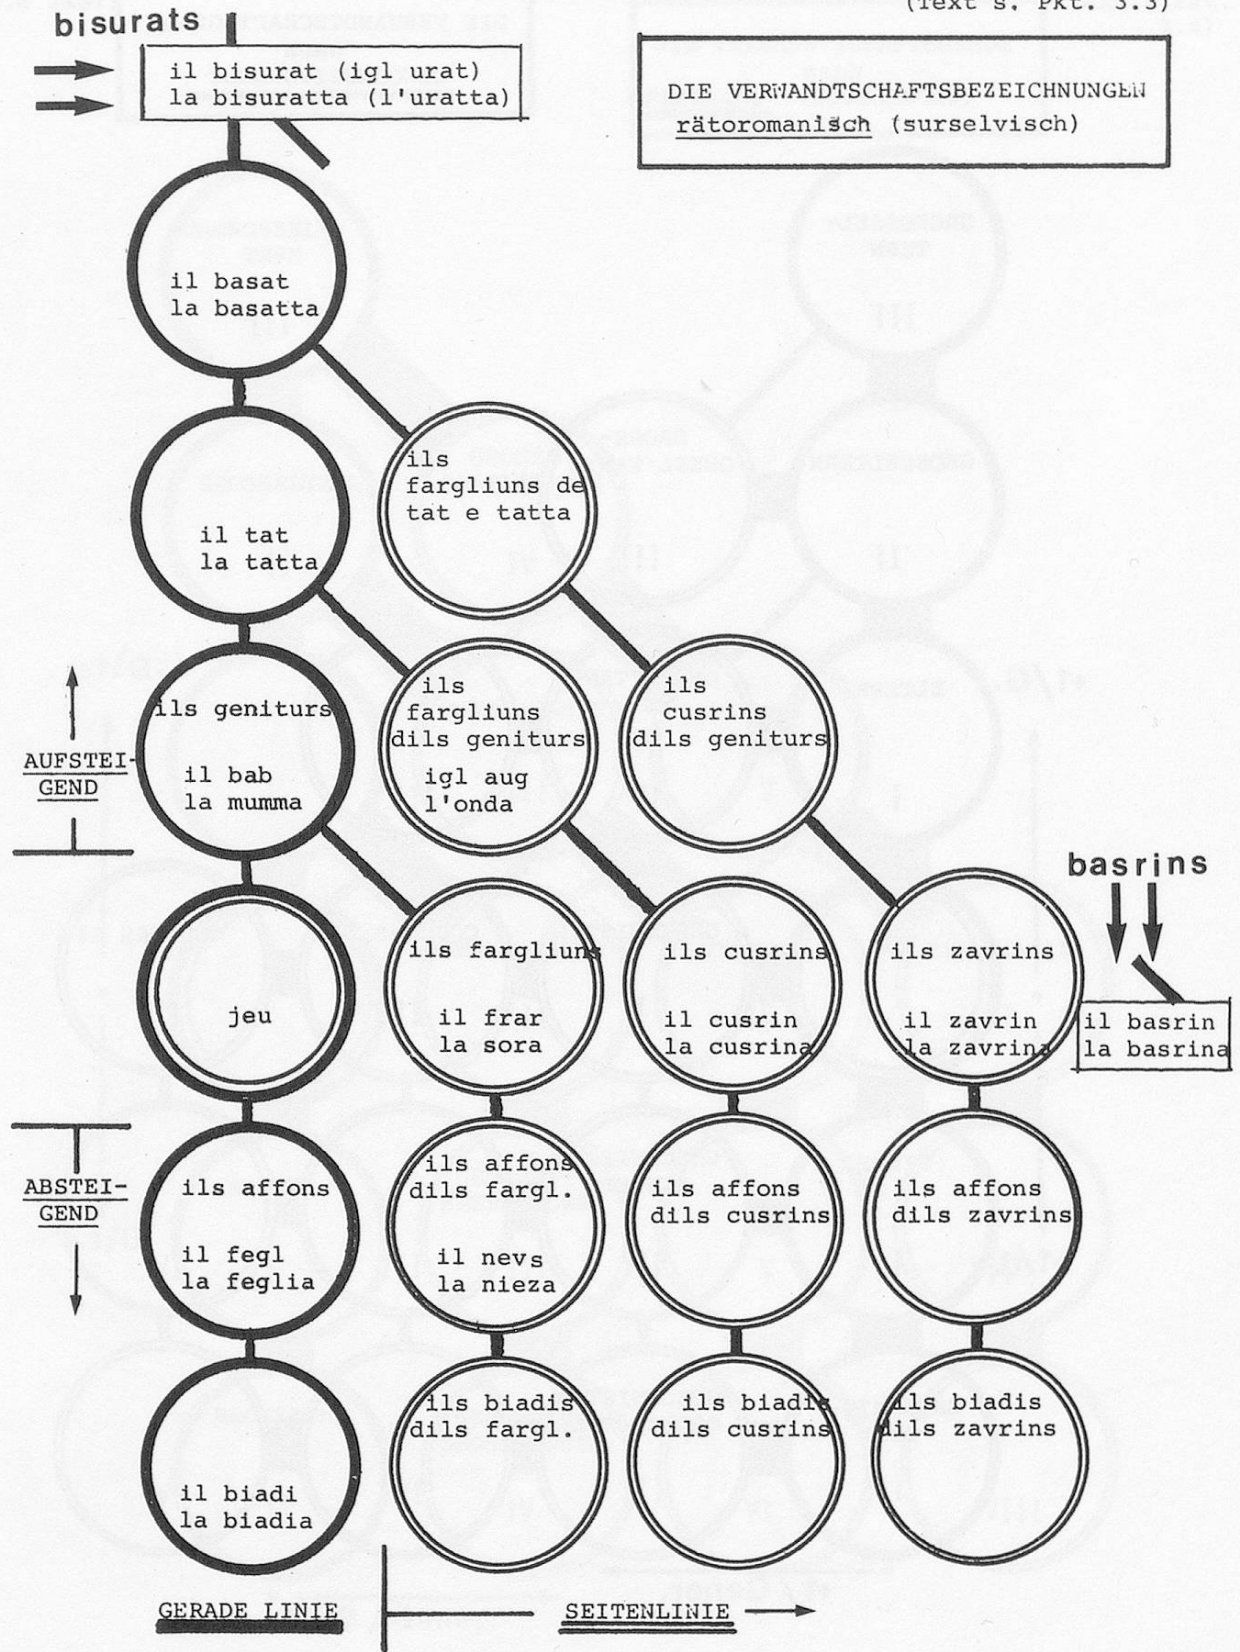 (Text s. Pkt. 3.3)
bisurats
il bisurat (igl urat)
la bisuratta (l'uratta)
DIE VERWANDTSCHAFTSBEZEICHNUNGEN
rätoromanisch (surselvisch)
il basat
la basatta
il tat
la tatta
ils
fargliuns de
tat e tatta
ils geniturs
il bab
la mumma
ils
fargliuns
dils geniturs
igl aug
l'onda
ils
cusrins
dils geniturs
AUFSTEI-
GEND
basrins
jeu
ils fargliuns
il frar
la sora
ils cusrins
il cusrin
la cusrina
ils zavrins
il zavrin
la zavrina
il basrin
la basrina
ABSTEI-
GEND
ils affons
il fegl
la feglia
ils affons
dils fargl.
il nevs
la nieza
ils affons
dils cusrins
ils affons
dils zavrins
il biadi
la biadia
ils biadis
dils fargl.
ils biadis
dils cusrins
ils biadis
dils zavrins
GERADE LINIE
SEITENLINIE